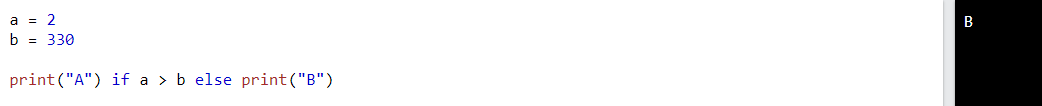 a = 2
b = 330
print("A") if a > b else print("B")
B